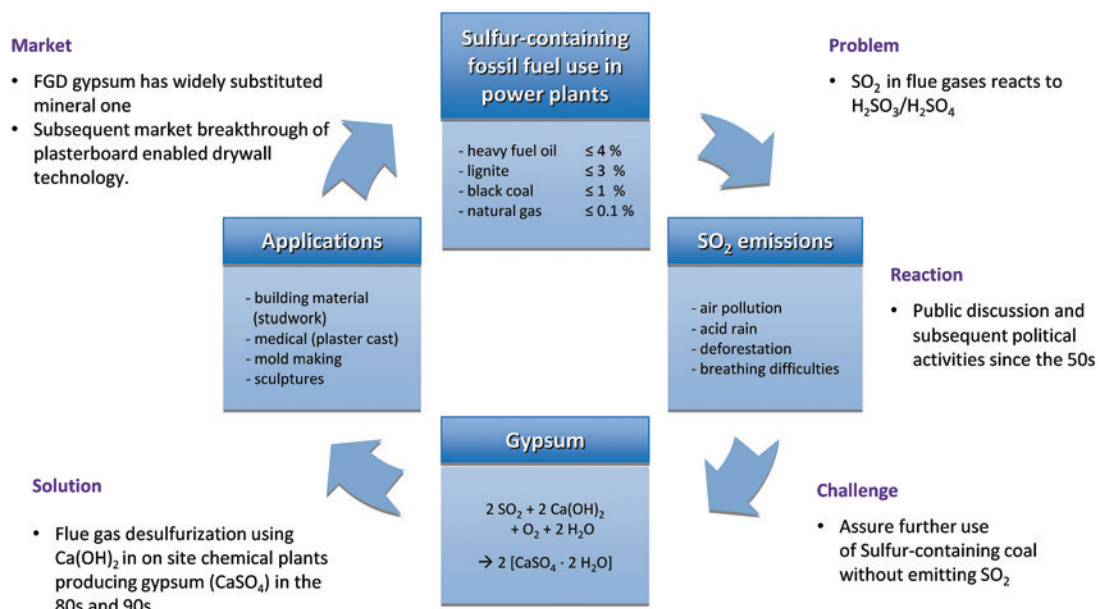 Market
• FGD gypsum has widely substituted
mineral one
• Subsequent market breakthrough of
plasterboard enabled drywall
technology.
Sulfur-containing
fossil fuel use in
power plants
- heavy fuel oil ≤ 4 %
- lignite ≤ 3 %
- black coal ≤ 1 %
- natural gas ≤ 0.1 %
Problem
• SO₂ in flue gases reacts to
H₂SO₃/H₂SO₄
Applications
- building material
(studwork)
- medical (plaster cast)
- mold making
- sculptures
SO₂ emissions
- air pollution
- acid rain
- deforestation
- breathing difficulties
Reaction
• Public discussion and
subsequent political
activities since the 50s
Solution
• Flue gas desulfurization using
Ca(OH)₂ in on site chemical plants
producing gypsum (CaSO₄) in the
80s and 90s
Gypsum
2 SO₂ + 2 Ca(OH)₂
+ O₂ + 2 H₂O
→ 2 [CaSO₄ · 2 H₂O]
Challenge
• Assure further use
of Sulfur-containing coal
without emitting SO₂